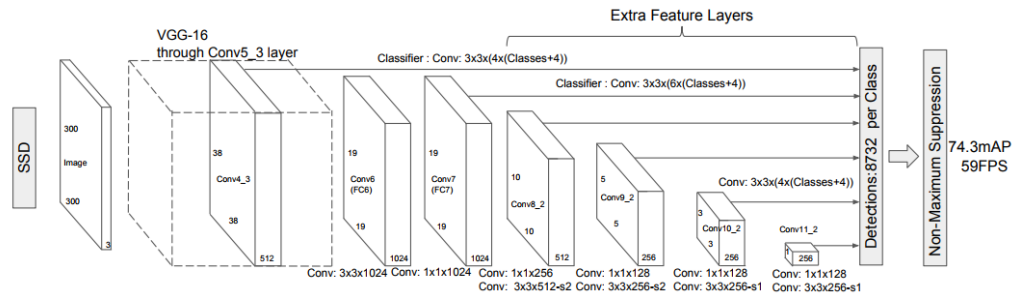 Extra Feature Layers
VGG-16
through Conv5_3 layer
Classifier : Conv: 3x3x(4x(Classes+4))
Classifier : Conv: 3x3x(6x(Classes+4))
SSD
300
Image
300
3
38
Conv4_3
38
512
19
Conv6
(FC6)
19
1024
19
Conv7
(FC7)
19
1024
10
Conv8_2
10
512
5
Conv9_2
5
256
Conv: 3x3x(4x(Classes+4))
3
Conv10_2
3
256
Conv11_2
1
256
Detections:8732 per Class
Non-Maximum Suppression
74.3mAP
59FPS
Conv: 3x3x1024
Conv: 1x1x1024
Conv: 1x1x256
Conv: 3x3x512-s2
Conv: 1x1x128
Conv: 3x3x256-s2
Conv: 1x1x128
Conv: 3x3x256-s1
Conv: 1x1x128
Conv: 3x3x256-s1